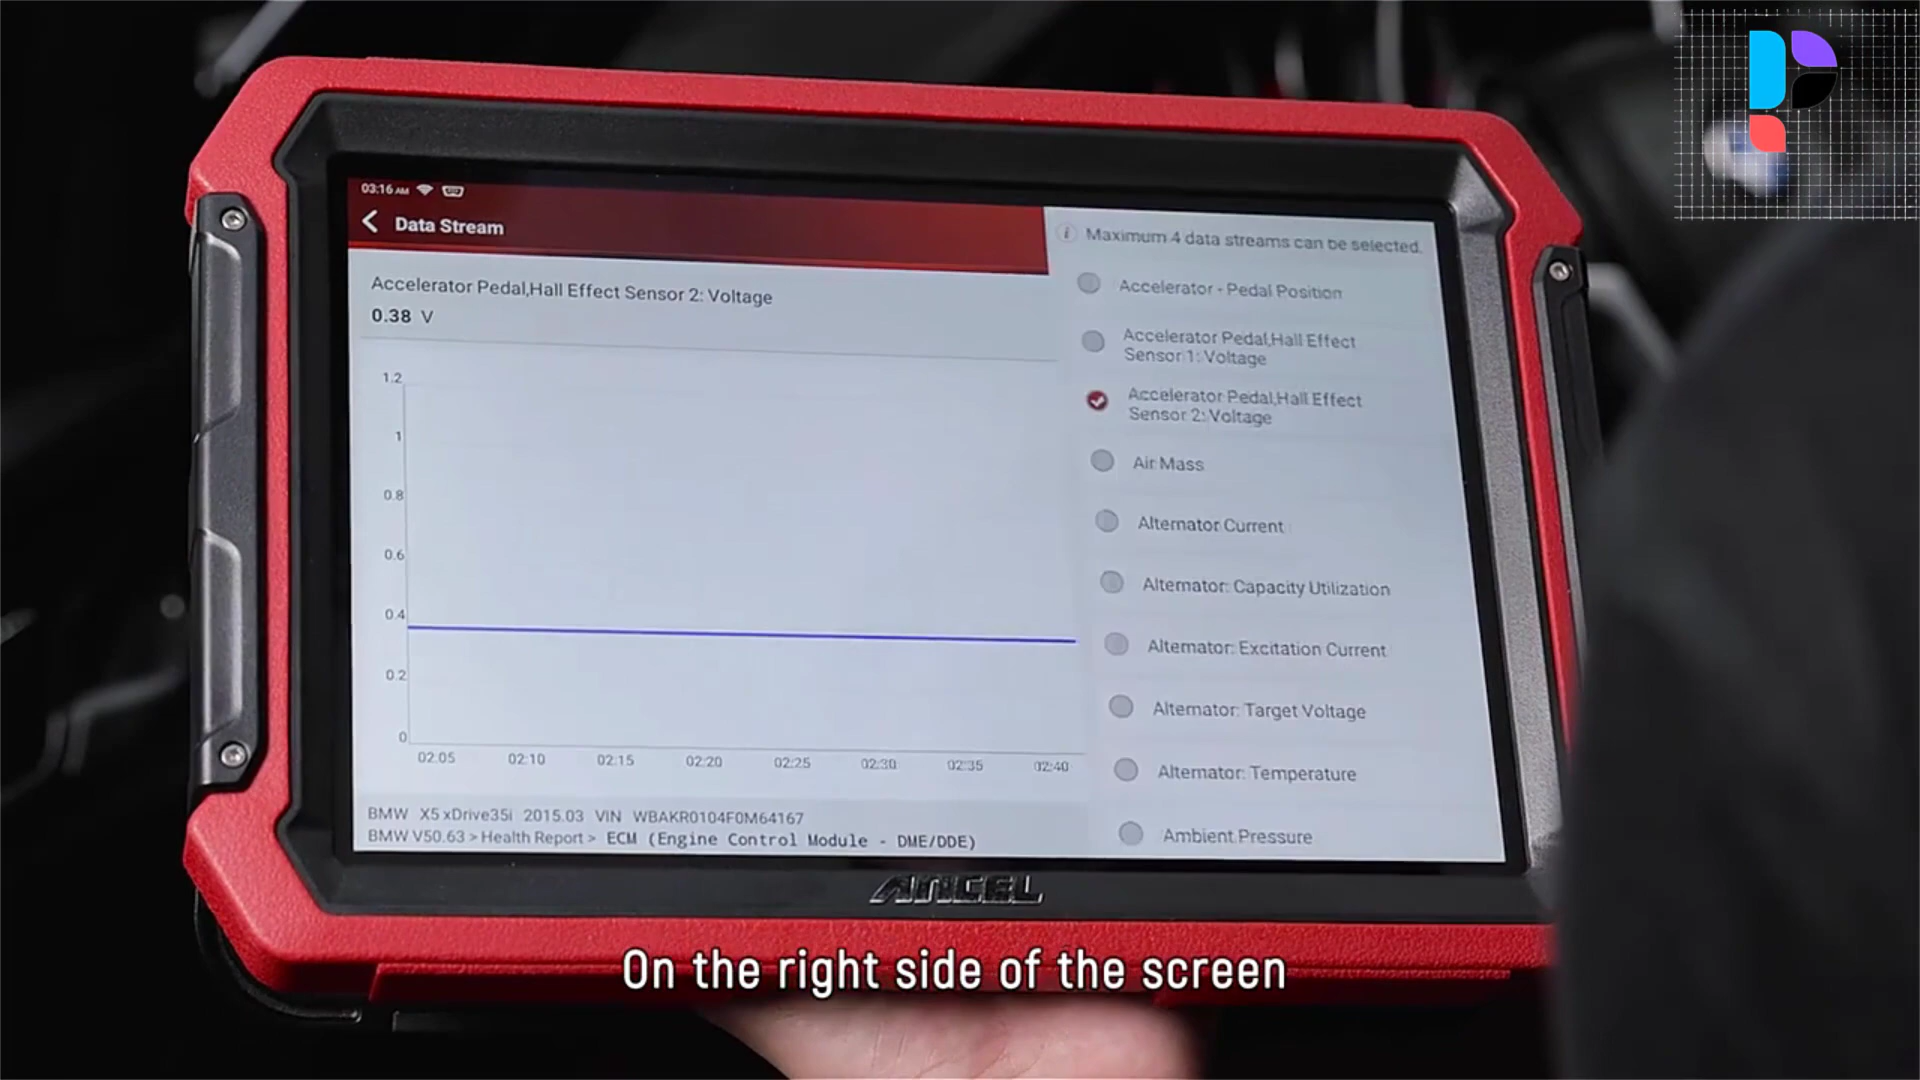 03:16 AM
Data Stream
Accelerator Pedal,Hall Effect Sensor 2: Voltage
0.38 V
1.2
1
0.8
0.6
0.4
0.2
0
02:05 02:10 02:15 02:20 02:25 02:30 02:35 02:40
BMW X5 xDrive35i 2015.03 VIN WBAKR0104F0M64167
BMW V50.63 > Health Report > ECM (Engine Control Module - DME/DDE)
Maximum 4 data streams can be selected.
Accelerator - Pedal Position
Accelerator Pedal,Hall Effect
Sensor 1: Voltage
Accelerator Pedal,Hall Effect
Sensor 2: Voltage
Air Mass
Alternator Current
Alternator: Capacity Utilization
Alternator: Excitation Current
Alternator: Target Voltage
Alternator: Temperature
Ambient Pressure
ANCEL
On the right side of the screen